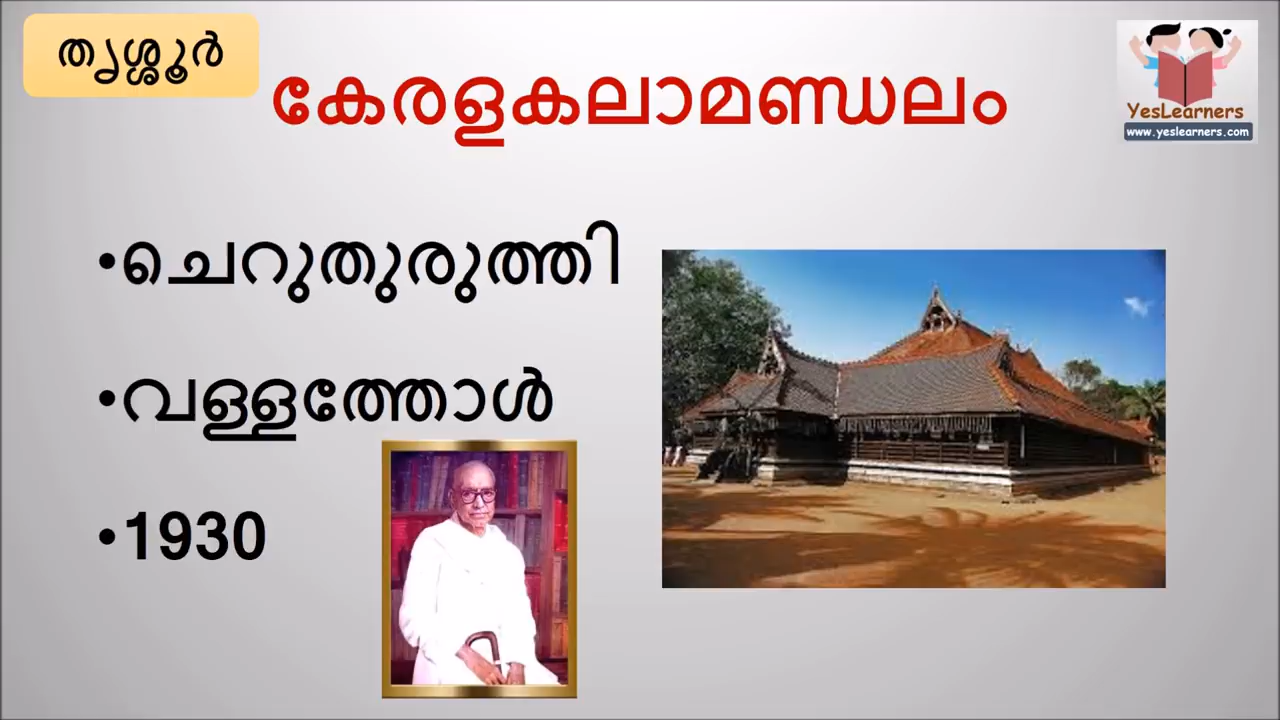 തൃശ്ശൂർ
കേരളകലാമണ്ഡലം
YesLearners
www.yeslearners.com
•ചെറുതുരുത്തി
•വള്ളത്തോൾ
•1930